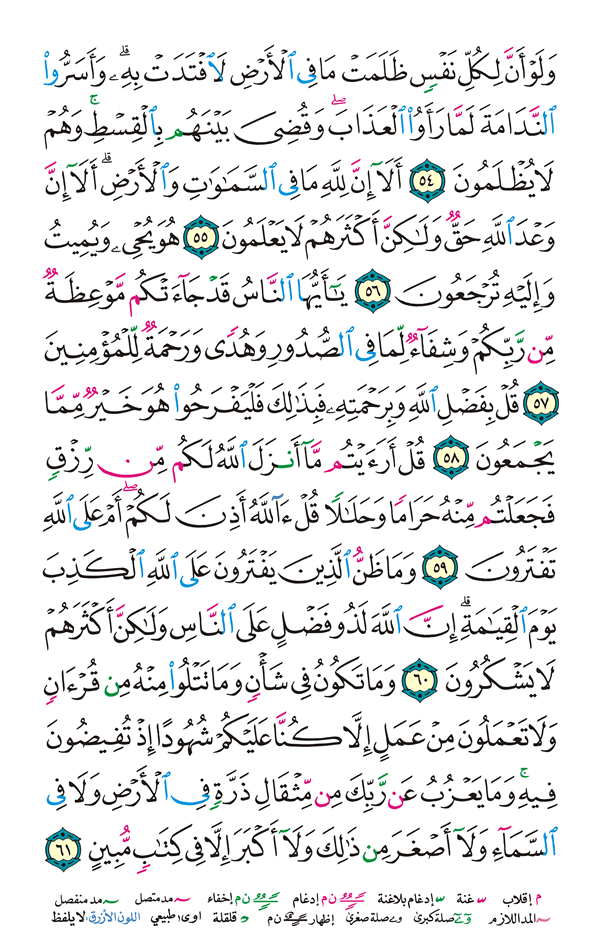 وَلَوْ أَنَّ لِكُلِّ نَفْسٍ ظَلَمَتْ مَا فِي ٱلْأَرْضِ لَٱفْتَدَتْ بِهِۦۗ وَأَسَرُّوا۟
ٱلنَّدَامَةَ لَمَّا رَأَوُا۟ ٱلْعَذَابَۖ وَقُضِيَ بَيْنَهُم بِٱلْقِسْطِۚ وَهُمْ
لَا يُظْلَمُونَ ٥٤ أَلَآ إِنَّ لِلَّهِ مَا فِي ٱلسَّمَٰوَٰتِ وَٱلْأَرْضِۗ أَلَآ إِنَّ
وَعْدَ ٱللَّهِ حَقٌّ وَلَٰكِنَّ أَكْثَرَهُمْ لَا يَعْلَمُونَ ٥٥ هُوَ يُحْيِۦ وَيُمِيتُ
وَإِلَيْهِ تُرْجَعُونَ ٥٦ يَٰٓأَيُّهَا ٱلنَّاسُ قَدْ جَآءَتْكُم مَّوْعِظَةٌ
مِّن رَّبِّكُمْ وَشِفَآءٌ لِّمَا فِي ٱلصُّدُورِ وَهُدًى وَرَحْمَةٌ لِّلْمُؤْمِنِينَ
٥٧ قُلْ بِفَضْلِ ٱللَّهِ وَبِرَحْمَتِهِۦ فَبِذَٰلِكَ فَلْيَفْرَحُوا۟ هُوَ خَيْرٌ مِّمَّا
يَجْمَعُونَ ٥٨ قُلْ أَرَءَيْتُم مَّآ أَنزَلَ ٱللَّهُ لَكُم مِّن رِّزْقٍ
فَجَعَلْتُم مِّنْهُ حَرَامًا وَحَلَٰلًا قُلْ ءَآللَّهُ أَذِنَ لَكُمْۖ أَمْ عَلَى ٱللَّهِ
تَفْتَرُونَ ٥٩ وَمَا ظَنُّ ٱلَّذِينَ يَفْتَرُونَ عَلَى ٱللَّهِ ٱلْكَذِبَ
يَوْمَ ٱلْقِيَٰمَةِۗ إِنَّ ٱللَّهَ لَذُو فَضْلٍ عَلَى ٱلنَّاسِ وَلَٰكِنَّ أَكْثَرَهُمْ
لَا يَشْكُرُونَ ٦٠ وَمَا تَكُونُ فِي شَأْنٍ وَمَا تَتْلُوا۟ مِنْهُ مِن قُرْءَانٍ
وَلَا تَعْمَلُونَ مِنْ عَمَلٍ إِلَّا كُنَّا عَلَيْكُمْ شُهُودًا إِذْ تُفِيضُونَ
فِيهِۚ وَمَا يَعْزُبُ عَن رَّبِّكَ مِن مِّثْقَالِ ذَرَّةٍ فِي ٱلْأَرْضِ وَلَا فِي
ٱلسَّمَآءِ وَلَآ أَصْغَرَ مِن ذَٰلِكَ وَلَآ أَكْبَرَ إِلَّا فِي كِتَٰبٍ مُّبِينٍ ٦١
م إقلاب غنة إدغام بلاغنة ن م إدغام ن م إخفاء مد متصل مد منفصل
المد اللازم صلة كبرى صلة صغرى إظهار ن م قلقلة اوى طبيعي اللون الأزرق: لا يلفظ